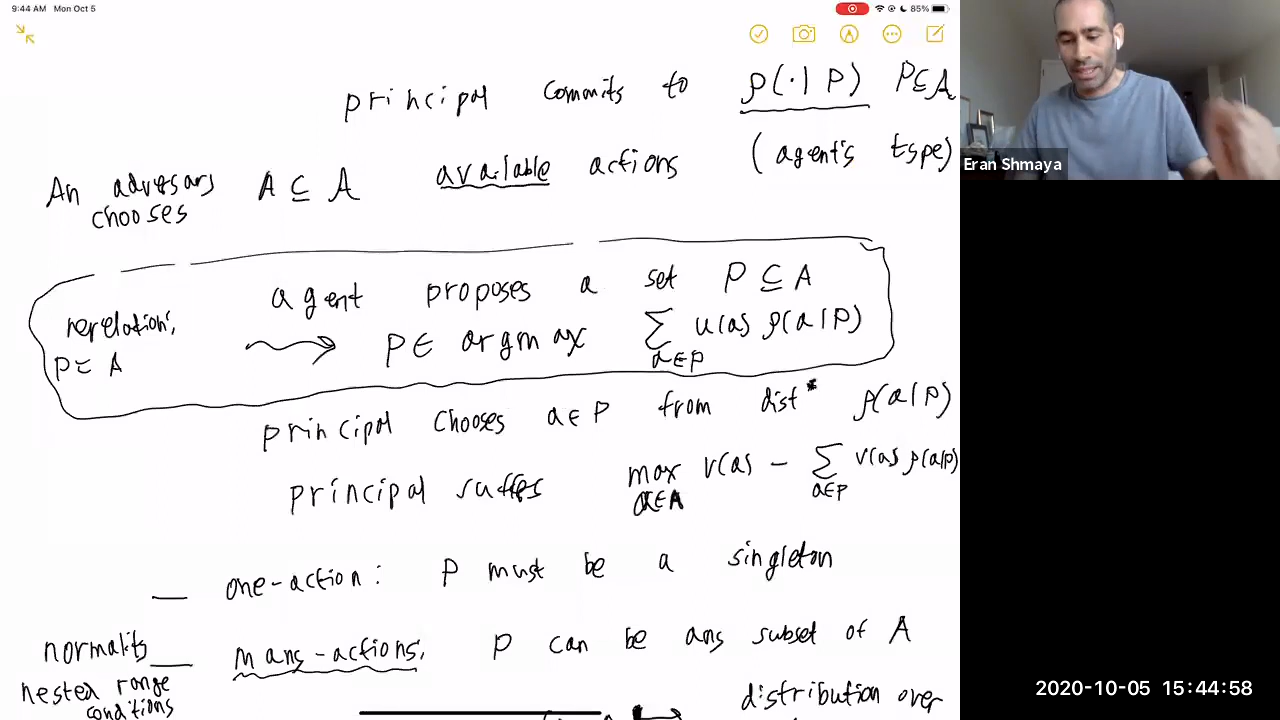 9:44 AM Mon Oct 5
85%
principal commits to ρ(·|P) P⊆𝒜
An adversary chooses A ⊆ 𝒜 available actions (agent's type)
agent proposes a set P ⊆ A
revelation: P = A → P ∈ argmax ∑_{a∈P} u(a) ρ(a|P)
principal chooses a∈P from dist ρ(a|P)
principal suffers max_{a∈A} v(a) − ∑_{a∈P} v(a) ρ(a|P)
— one-action: P must be a singleton
normality
— many-actions: P can be any subset of A
nested range conditions
distribution over
Eran Shmaya
2020-10-05 15:44:58